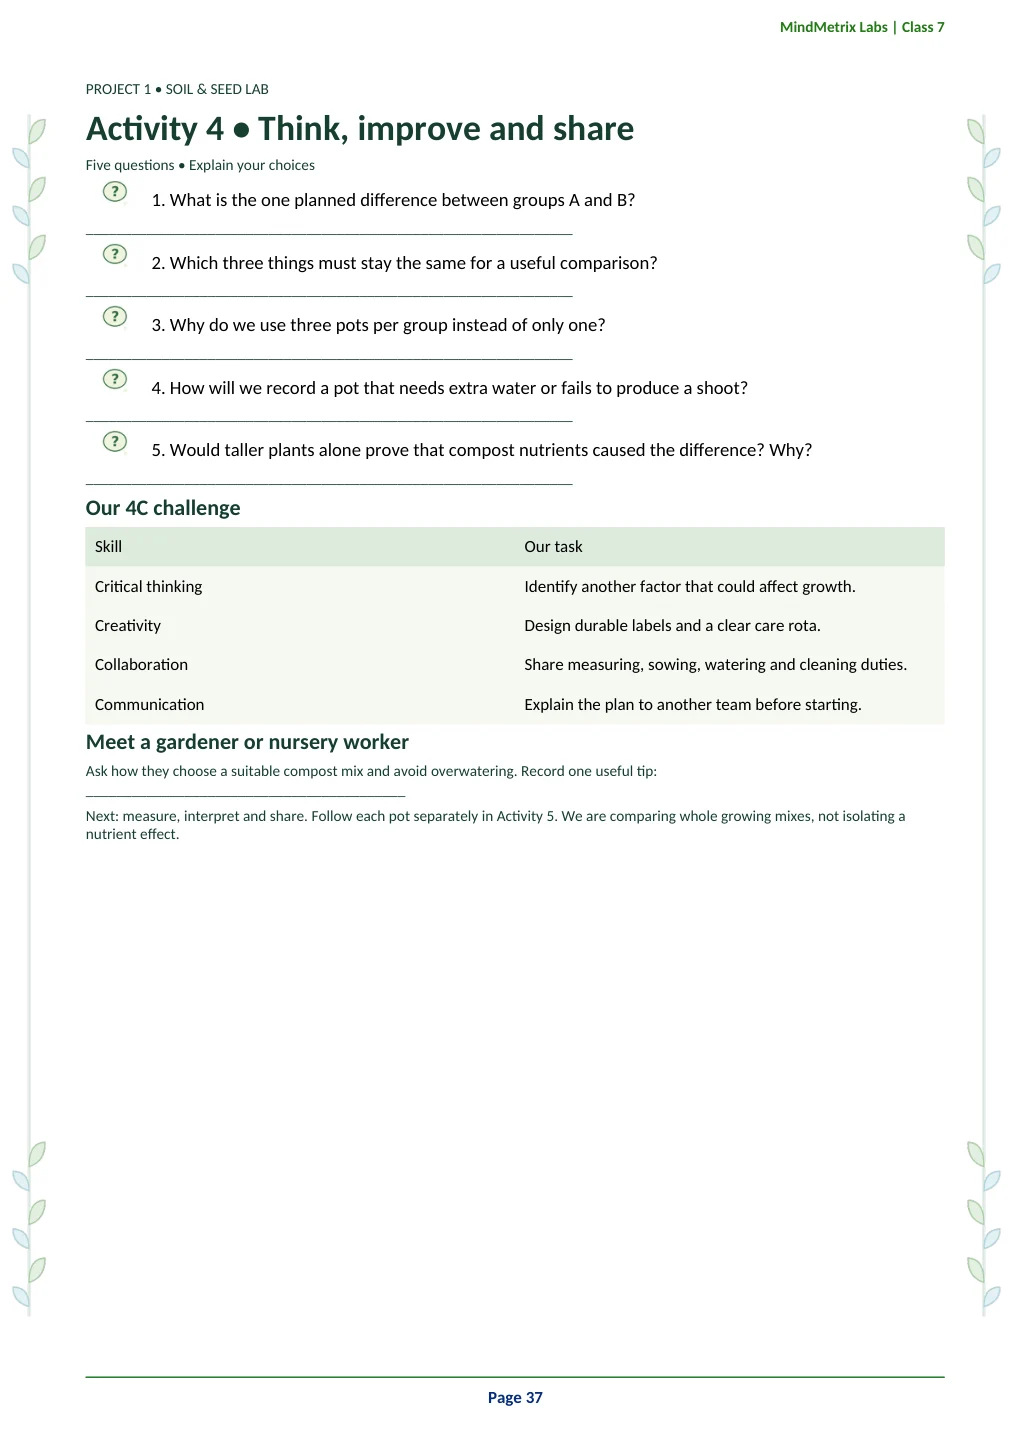 MindMetrix Labs | Class 7
PROJECT 1 • SOIL & SEED LAB
Activity 4 • Think, improve and share
Five questions • Explain your choices
? 1. What is the one planned difference between groups A and B?
? 2. Which three things must stay the same for a useful comparison?
? 3. Why do we use three pots per group instead of only one?
? 4. How will we record a pot that needs extra water or fails to produce a shoot?
? 5. Would taller plants alone prove that compost nutrients caused the difference? Why?
Our 4C challenge
Skill Our task
Critical thinking Identify another factor that could affect growth.
Creativity Design durable labels and a clear care rota.
Collaboration Share measuring, sowing, watering and cleaning duties.
Communication Explain the plan to another team before starting.
Meet a gardener or nursery worker
Ask how they choose a suitable compost mix and avoid overwatering. Record one useful tip:
Next: measure, interpret and share. Follow each pot separately in Activity 5. We are comparing whole growing mixes, not isolating a
nutrient effect.
Page 37